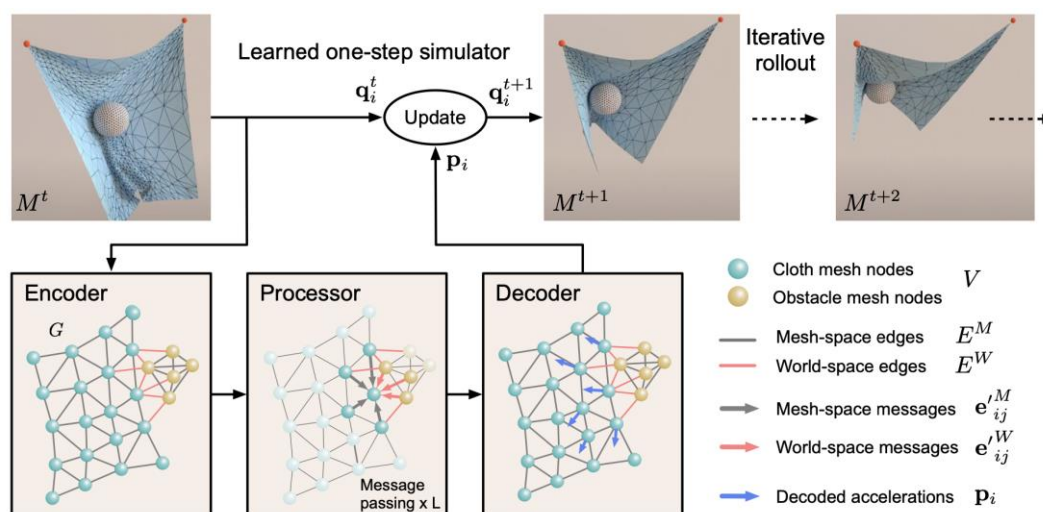 Learned one-step simulator
Iterative
rollout
q_i^t
q_i^{t+1}
Update
p_i
M^t
M^{t+1}
M^{t+2}
Encoder
Processor
Decoder
G
Message
passing x L
Cloth mesh nodes
Obstacle mesh nodes
V
Mesh-space edges E^M
World-space edges E^W
Mesh-space messages e'_{ij}^M
World-space messages e'_{ij}^W
Decoded accelerations p_i